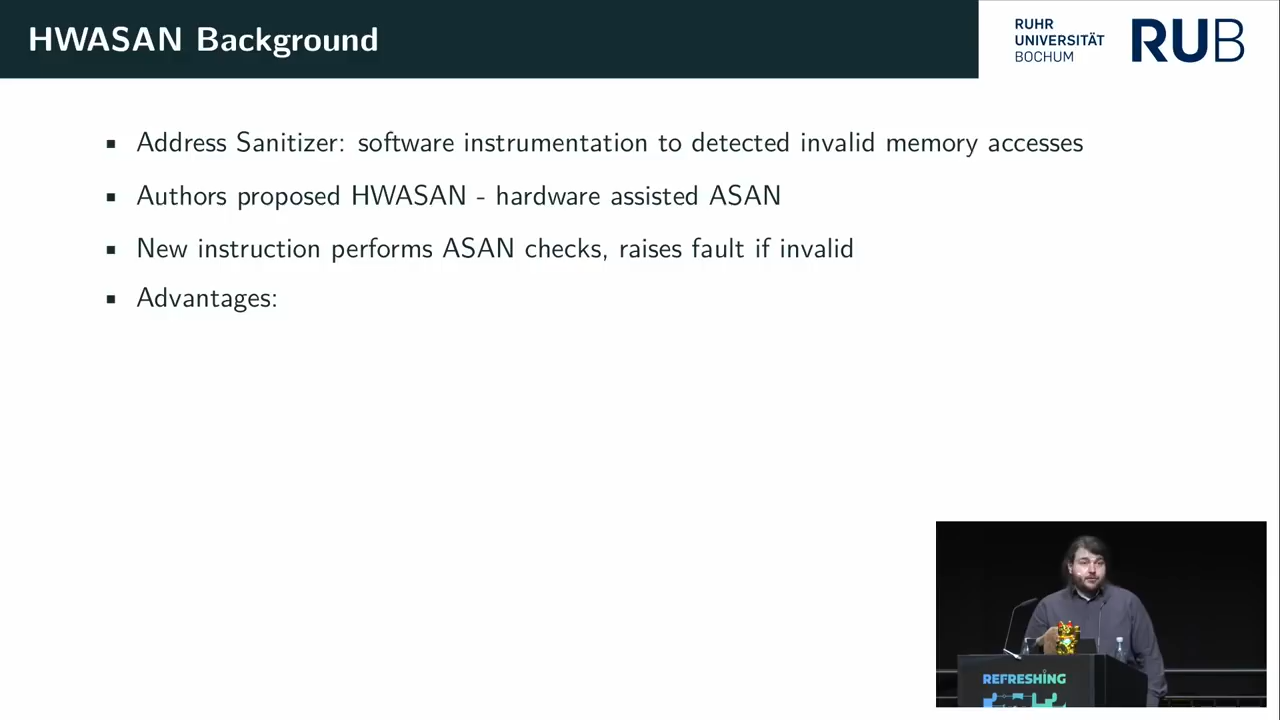 HWASAN Background
RUHR
UNIVERSITÄT
BOCHUM
RUB
▪ Address Sanitizer: software instrumentation to detected invalid memory accesses
▪ Authors proposed HWASAN - hardware assisted ASAN
▪ New instruction performs ASAN checks, raises fault if invalid
▪ Advantages:
REFRESHING